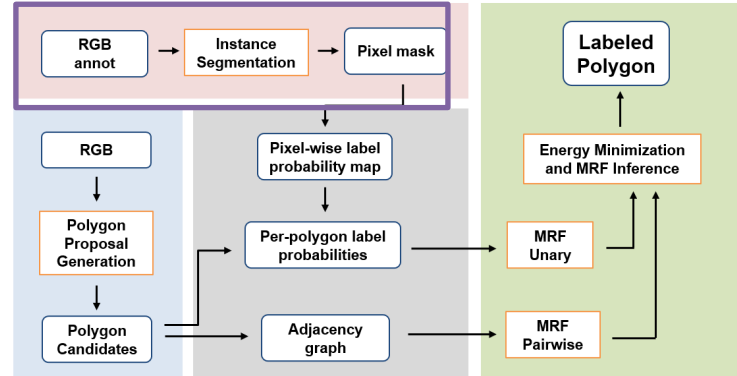 RGB
annot
Instance
Segmentation
Pixel mask
Labeled
Polygon
RGB
Pixel-wise label
probability map
Energy Minimization
and MRF Inference
Polygon
Proposal
Generation
Per-polygon label
probabilities
MRF
Unary
Polygon
Candidates
Adjacency
graph
MRF
Pairwise